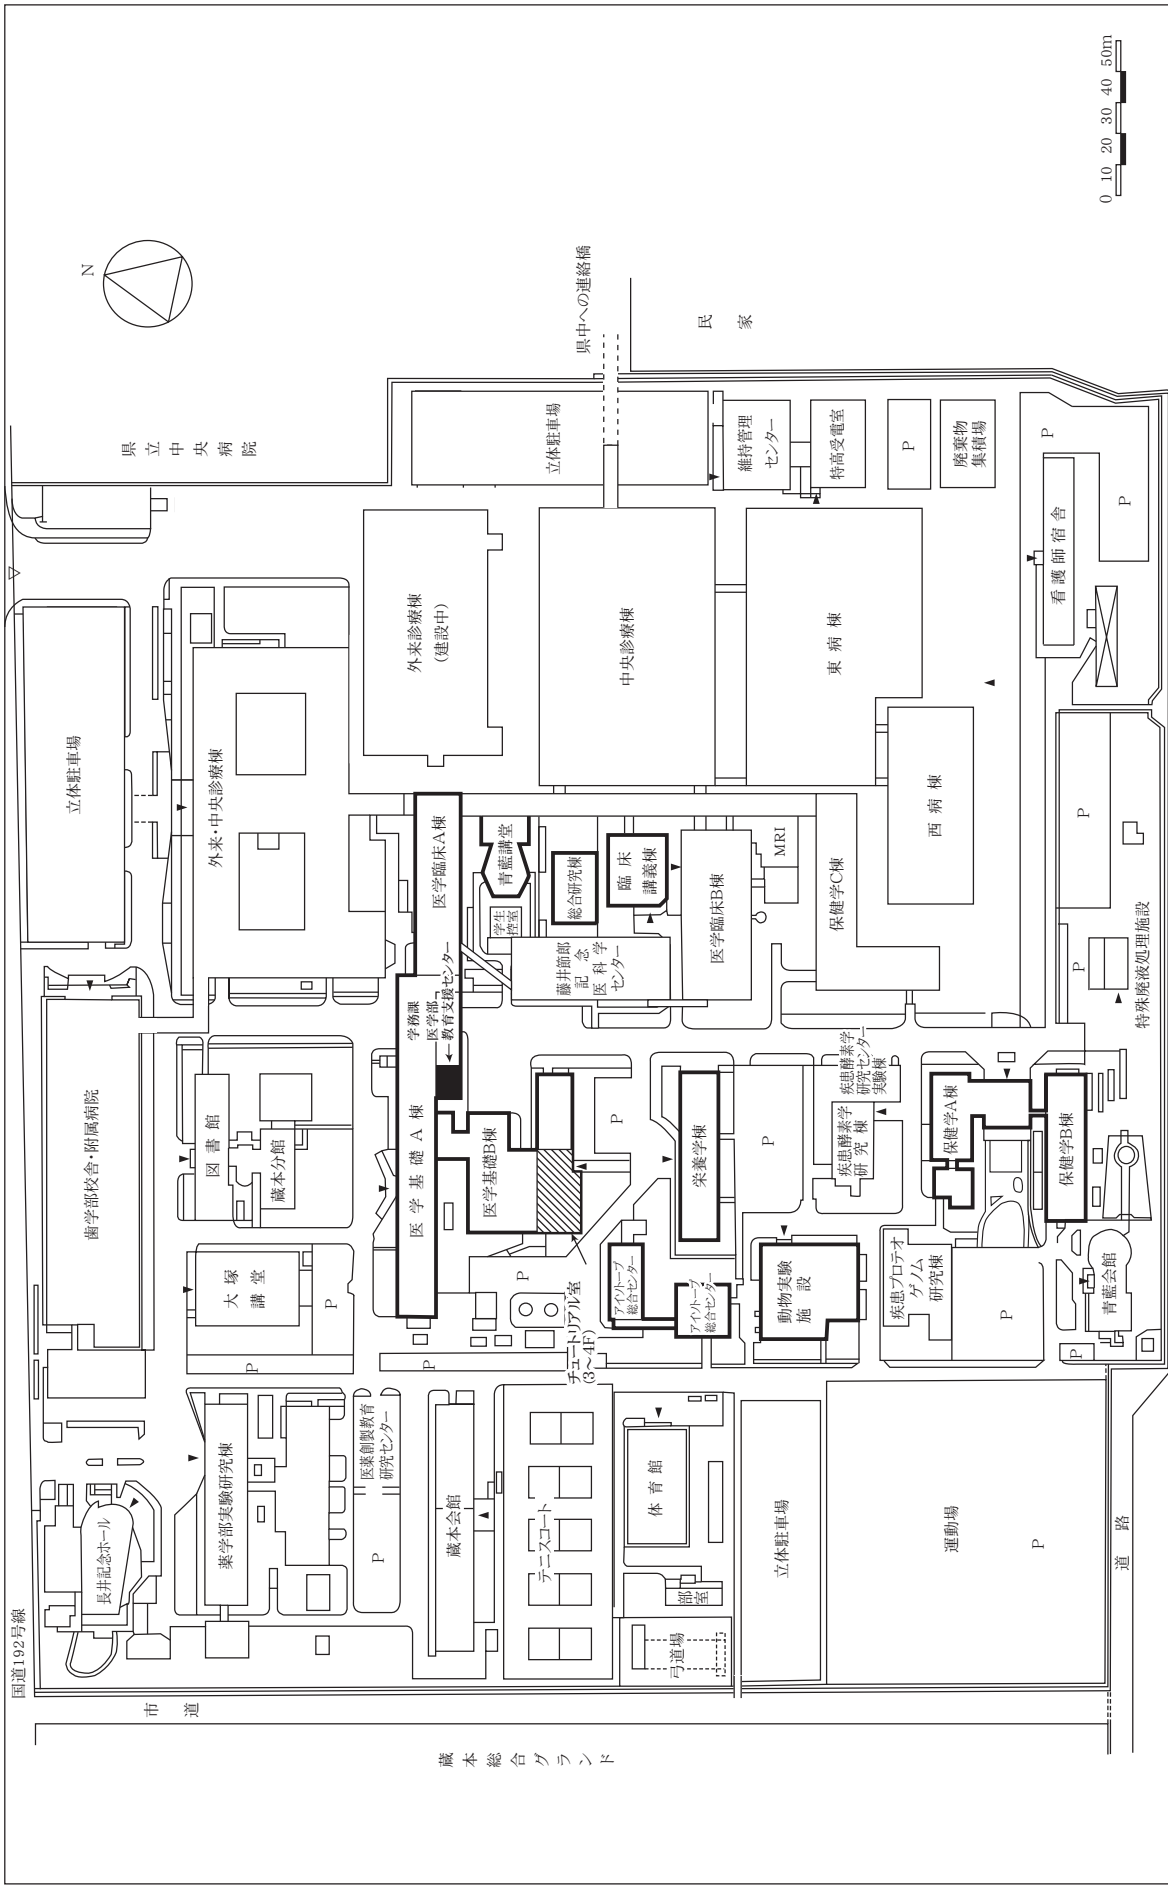 国道192号線
市道
蔵本総合グランド
長井記念ホール
歯学部校舎・附属病院
立体駐車場
県立中央病院
N
薬学部実験研究棟
医薬創製教育
研究センター
P
大塚
講堂
P
P
図書館
蔵本分館
外来・中央診療棟
外来診療棟
(建設中)
立体駐車場
県中への連絡橋
民家
蔵本会館
P
医学基礎A棟
学務課
医学部
教育支援センター
医学臨床A棟
医学基礎B棟
P
チュートリアル室
(3～4F)
テニスコート
学生
控室
青藍講堂
総合研究棟
藤井節郎
記念
医科学
センター
臨床
講義棟
医学臨床B棟
MRI
中央診療棟
維持管理
センター
特高受電室
P
廃棄物
集積場
体育館
部室
弓道場
アイソトープ
総合センター
アイソトープ
総合センター
P
栄養学棟
P
動物実験
施設
疾患酵素学
研究センター
実験棟
疾患酵素学
研究棟
保健学C棟
東病棟
西病棟
立体駐車場
運動場
P
疾患プロテオ
ゲノム
研究棟
P
保健学A棟
保健学B棟
青藍会館
P
P
P
特殊廃液処理施設
看護師宿舎
P
P
道路
0 10 20 30 40 50m